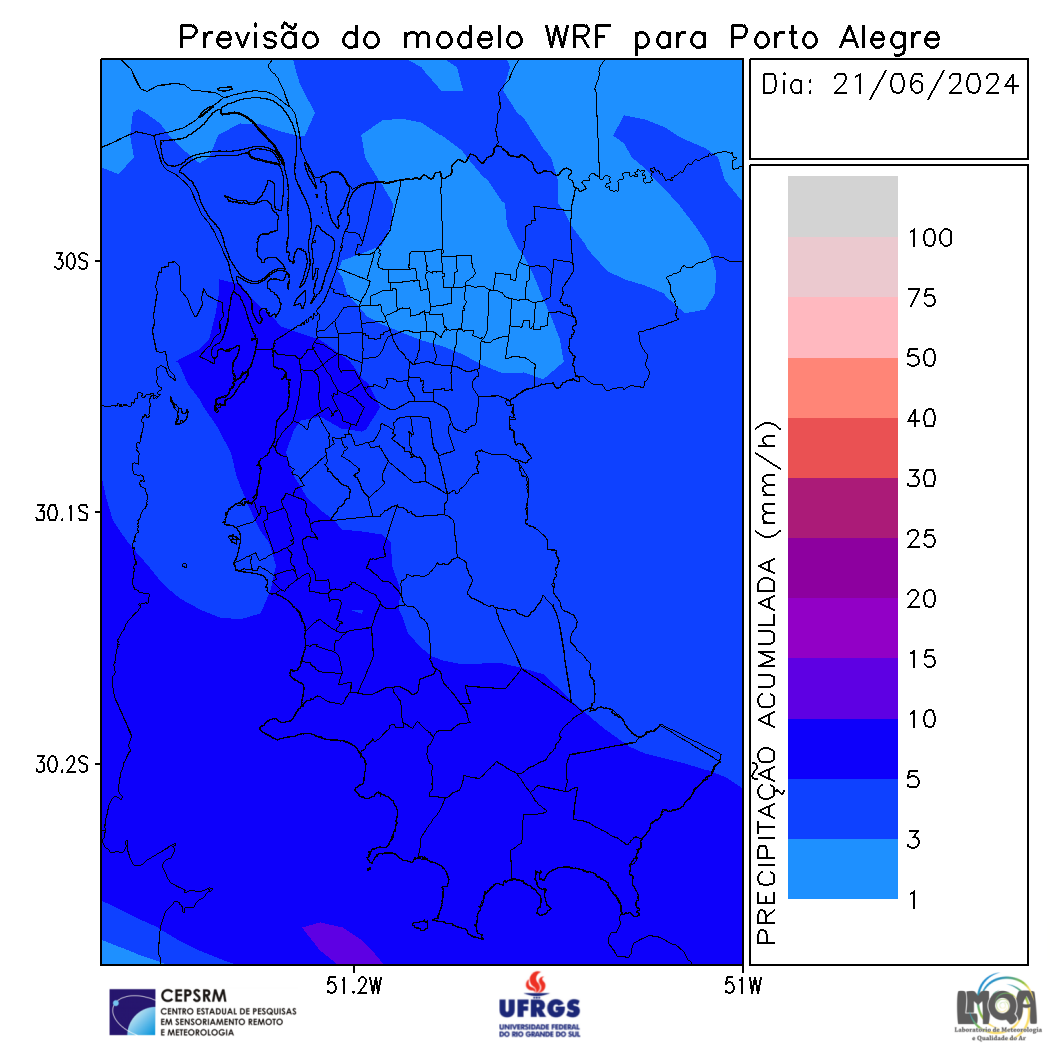 Previsão do modelo WRF para Porto Alegre
Dia: 21/06/2024
30S
30.1S
30.2S
51.2W
51W
PRECIPITAÇÃO ACUMULADA (mm/h)
100
75
50
40
30
25
20
15
10
5
3
1
CEPSRM
CENTRO ESTADUAL DE PESQUISAS
EM SENSORIAMENTO REMOTO
E METEOROLOGIA
UFRGS
UNIVERSIDADE FEDERAL
DO RIO GRANDE DO SUL
LMQA
Laboratório de Meteorologia
e Qualidade do Ar